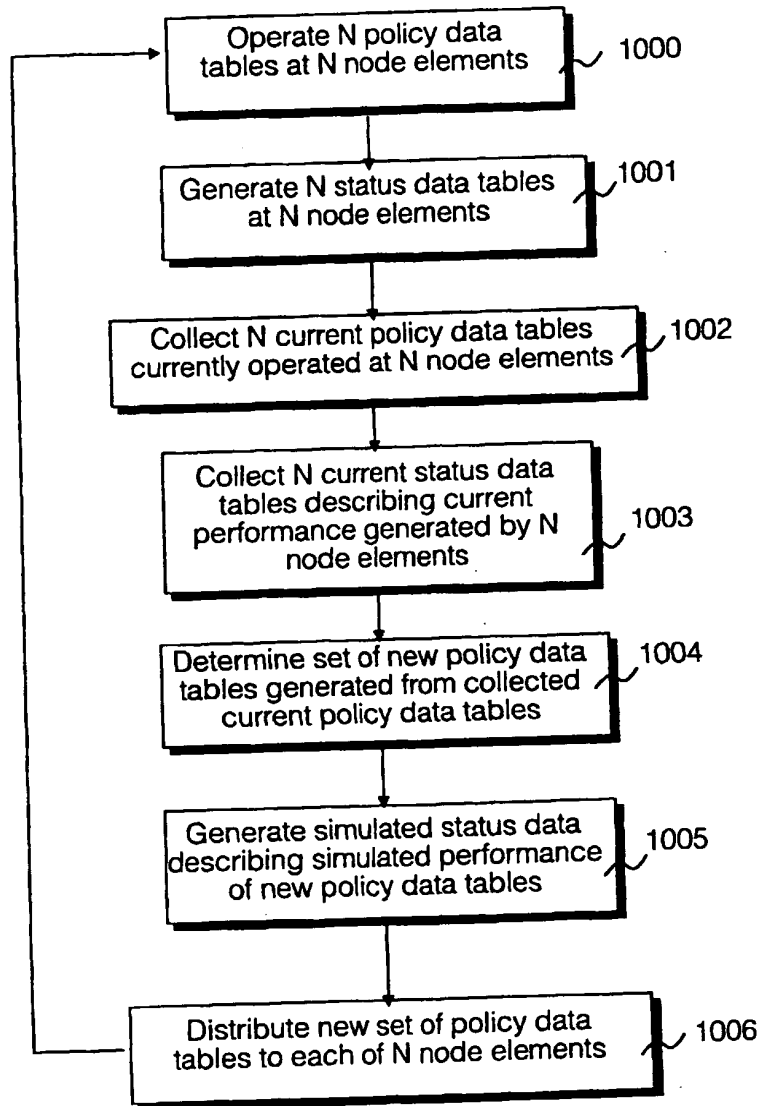 Operate N policy data
tables at N node elements
1000
Generate N status data tables
at N node elements
1001
Collect N current policy data tables
currently operated at N node elements
1002
Collect N current status data
tables describing current
performance generated by N
node elements
1003
Determine set of new policy data
tables generated from collected
current policy data tables
1004
Generate simulated status data
describing simulated performance
of new policy data tables
1005
Distribute new set of policy data
tables to each of N node elements
1006